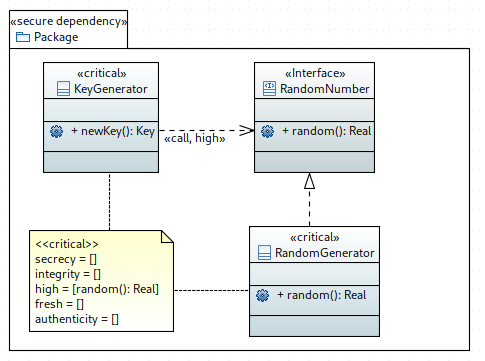 «secure dependency»
Package
«critical»
KeyGenerator
+ newKey(): Key
«call, high»
«Interface»
RandomNumber
+ random(): Real
<<critical>>
secrecy = []
integrity = []
high = [random(): Real]
fresh = []
authenticity = []
«critical»
RandomGenerator
+ random(): Real